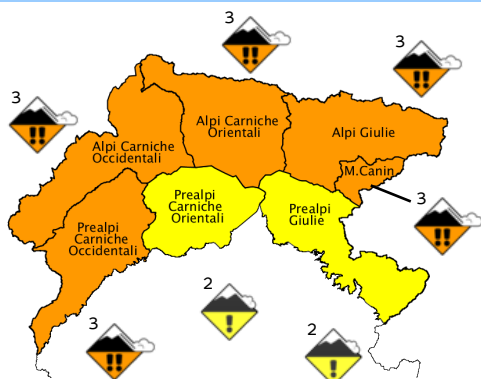 3
3
3
Alpi Carniche
Orientali
Alpi Giulie
Alpi Carniche
Occidentali
M.Canin
3
Prealpi
Carniche
Orientali
Prealpi
Giulie
Prealpi
Carniche
Occidentali
2
3
2